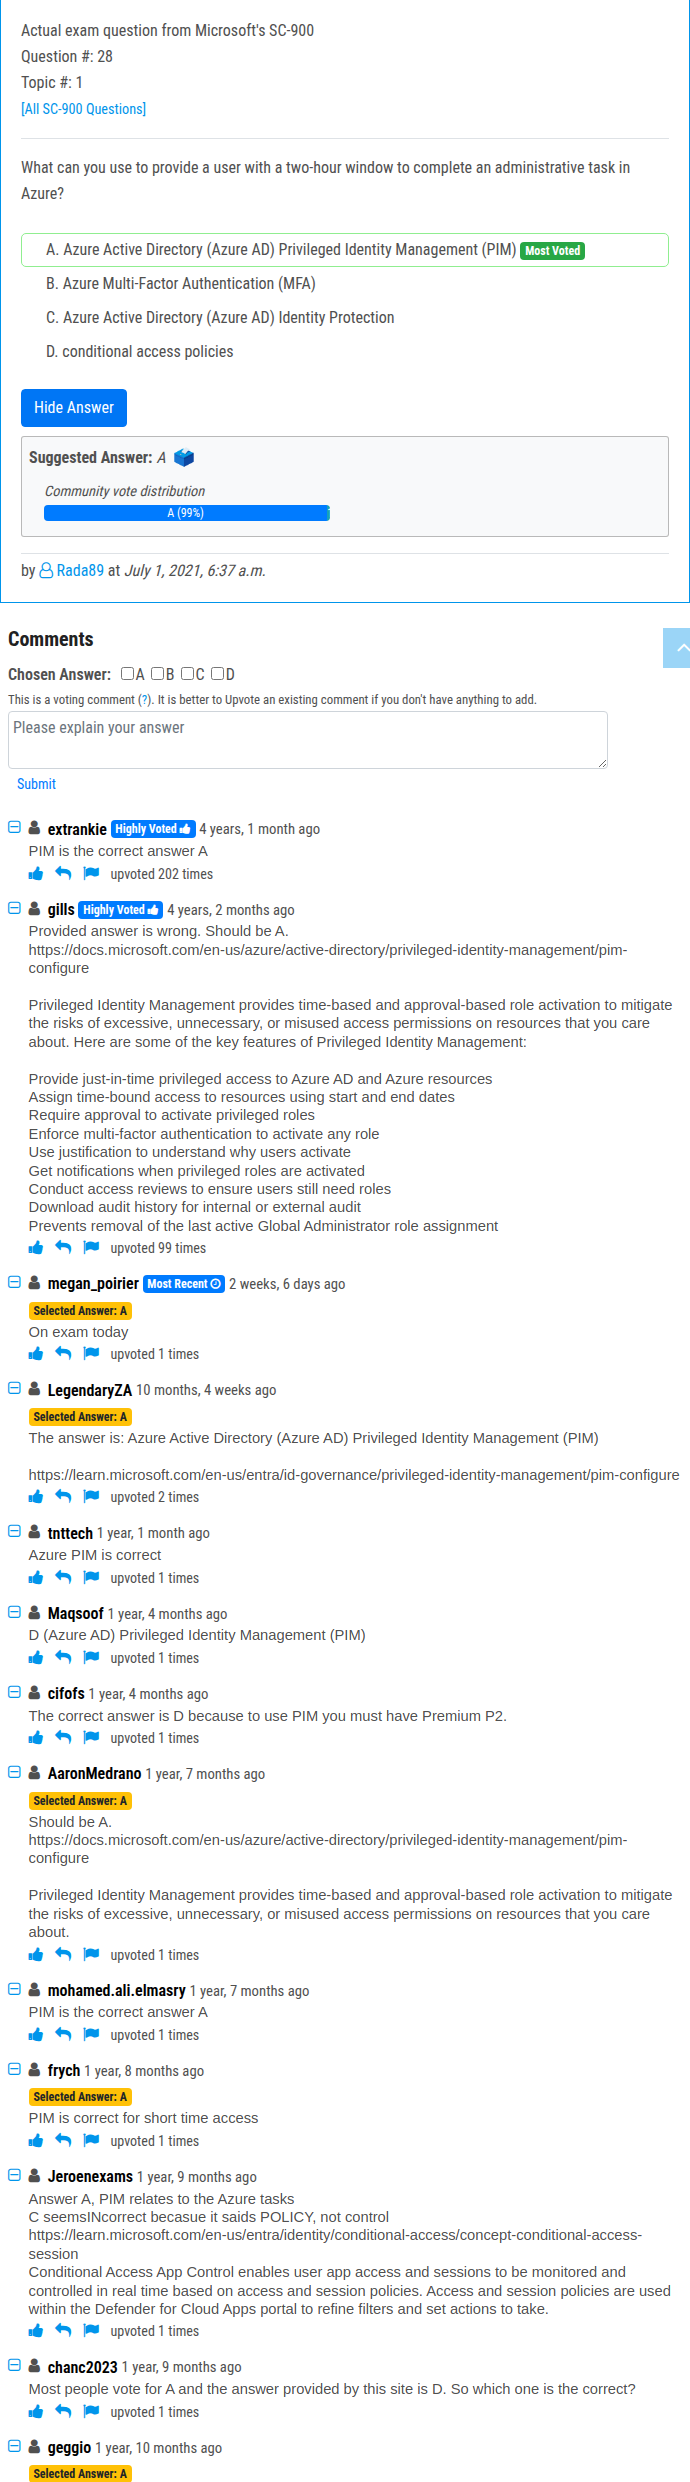 Actual exam question from Microsoft's SC-900
Question #: 28
Topic #: 1
[All SC-900 Questions]
What can you use to provide a user with a two-hour window to complete an administrative task in
Azure?
A. Azure Active Directory (Azure AD) Privileged Identity Management (PIM) Most Voted
B. Azure Multi-Factor Authentication (MFA)
C. Azure Active Directory (Azure AD) Identity Protection
D. conditional access policies
Hide Answer
Suggested Answer: A
Community vote distribution
A (99%)
by Rada89 at July 1, 2021, 6:37 a.m.
Comments
Chosen Answer: A B C D
This is a voting comment (?). It is better to Upvote an existing comment if you don't have anything to add.
Please explain your answer
Submit
extrankie Highly Voted 4 years, 1 month ago
PIM is the correct answer A
upvoted 202 times
gills Highly Voted 4 years, 2 months ago
Provided answer is wrong. Should be A.
https://docs.microsoft.com/en-us/azure/active-directory/privileged-identity-management/pim-
configure
Privileged Identity Management provides time-based and approval-based role activation to mitigate
the risks of excessive, unnecessary, or misused access permissions on resources that you care
about. Here are some of the key features of Privileged Identity Management:
Provide just-in-time privileged access to Azure AD and Azure resources
Assign time-bound access to resources using start and end dates
Require approval to activate privileged roles
Enforce multi-factor authentication to activate any role
Use justification to understand why users activate
Get notifications when privileged roles are activated
Conduct access reviews to ensure users still need roles
Download audit history for internal or external audit
Prevents removal of the last active Global Administrator role assignment
upvoted 99 times
megan_poirier Most Recent 2 weeks, 6 days ago
Selected Answer: A
On exam today
upvoted 1 times
LegendaryZA 10 months, 4 weeks ago
Selected Answer: A
The answer is: Azure Active Directory (Azure AD) Privileged Identity Management (PIM)
https://learn.microsoft.com/en-us/entra/id-governance/privileged-identity-management/pim-configure
upvoted 2 times
tnttech 1 year, 1 month ago
Azure PIM is correct
upvoted 1 times
Maqsoof 1 year, 4 months ago
D (Azure AD) Privileged Identity Management (PIM)
upvoted 1 times
cifofs 1 year, 4 months ago
The correct answer is D because to use PIM you must have Premium P2.
upvoted 1 times
AaronMedrano 1 year, 7 months ago
Selected Answer: A
Should be A.
https://docs.microsoft.com/en-us/azure/active-directory/privileged-identity-management/pim-
configure
Privileged Identity Management provides time-based and approval-based role activation to mitigate
the risks of excessive, unnecessary, or misused access permissions on resources that you care
about.
upvoted 1 times
mohamed.ali.elmasry 1 year, 7 months ago
PIM is the correct answer A
upvoted 1 times
frych 1 year, 8 months ago
Selected Answer: A
PIM is correct for short time access
upvoted 1 times
Jeroenexams 1 year, 9 months ago
Answer A, PIM relates to the Azure tasks
C seemsINcorrect becasue it saids POLICY, not control
https://learn.microsoft.com/en-us/entra/identity/conditional-access/concept-conditional-access-
session
Conditional Access App Control enables user app access and sessions to be monitored and
controlled in real time based on access and session policies. Access and session policies are used
within the Defender for Cloud Apps portal to refine filters and set actions to take.
upvoted 1 times
chanc2023 1 year, 9 months ago
Most people vote for A and the answer provided by this site is D. So which one is the correct?
upvoted 1 times
geggio 1 year, 10 months ago
Selected Answer: A